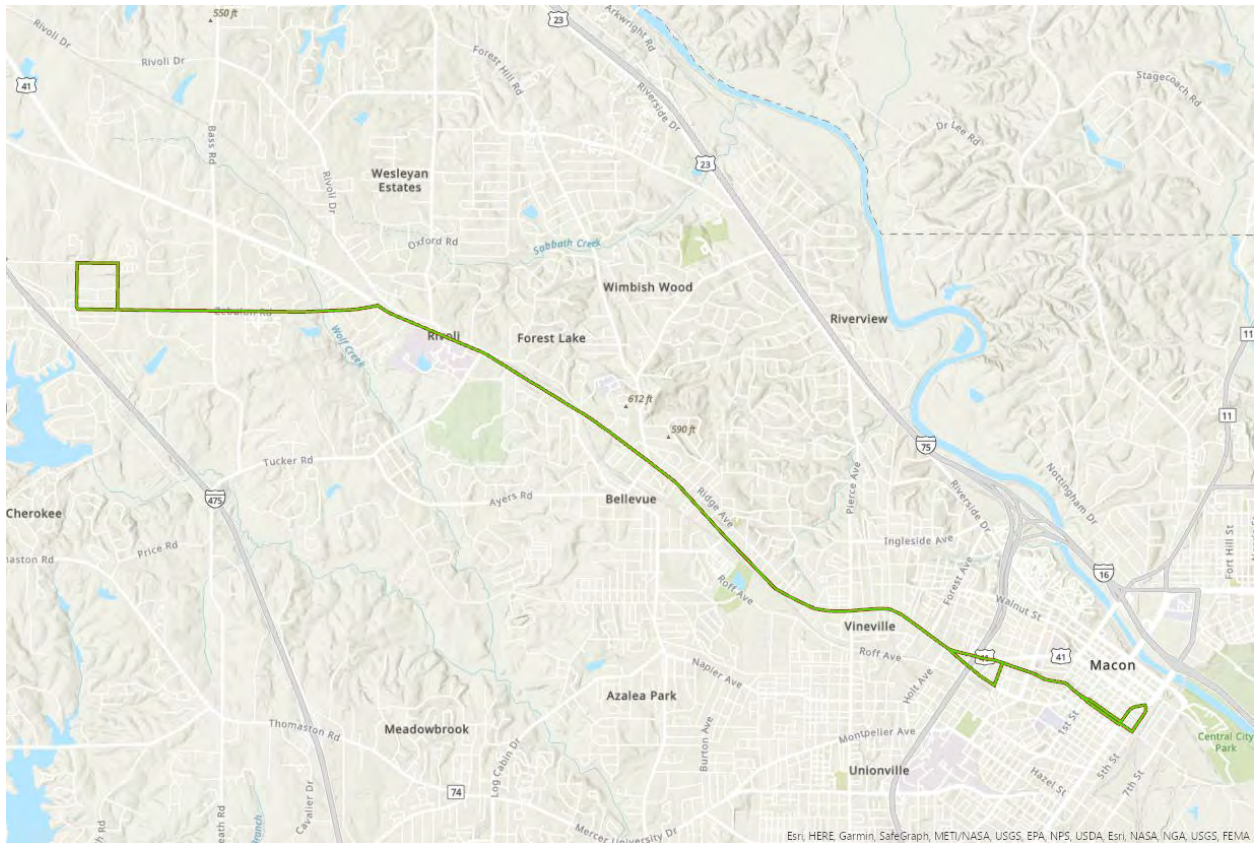 550 ft
Rivoli Dr
Rivoli Dr
41
Bass Rd
Rivoli Dr
Wesleyan
Estates
Forest Hill Rd
23
Arkwright Rd
Riverside Dr
23
Stagecoach Rd
Dr Lee Rd
Oxford Rd
Sabbath Creek
Wimbish Wood
Riverview
Zebulon Rd
Rivoli
Forest Lake
Wolf Creek
612 ft
590 ft
11
11
Tucker Rd
475
Ayers Rd
Bellevue
Ridge Ave
Pierce Ave
75
Riverside Dr
Nottingham Dr
Cherokee
Price Rd
maston Rd
Ingleside Ave
Forest Ave
16
Fort Hill St
Roff Ave
Walnut St
Vineville
Roff Ave
41
41
Macon
Holt Ave
Napier Ave
Azalea Park
Thomaston Rd
Meadowbrook
Log Cabin Dr
Burton Ave
Montpelier Ave
1st St
Central City
Park
Unionville
Hazel St
5th St
7th St
74
Cavalier Dr
Mercer University Dr
Esri, HERE, Garmin, SafeGraph, METI/NASA, USGS, EPA, NPS, USDA, Esri, NASA, NGA, USGS, FEMA